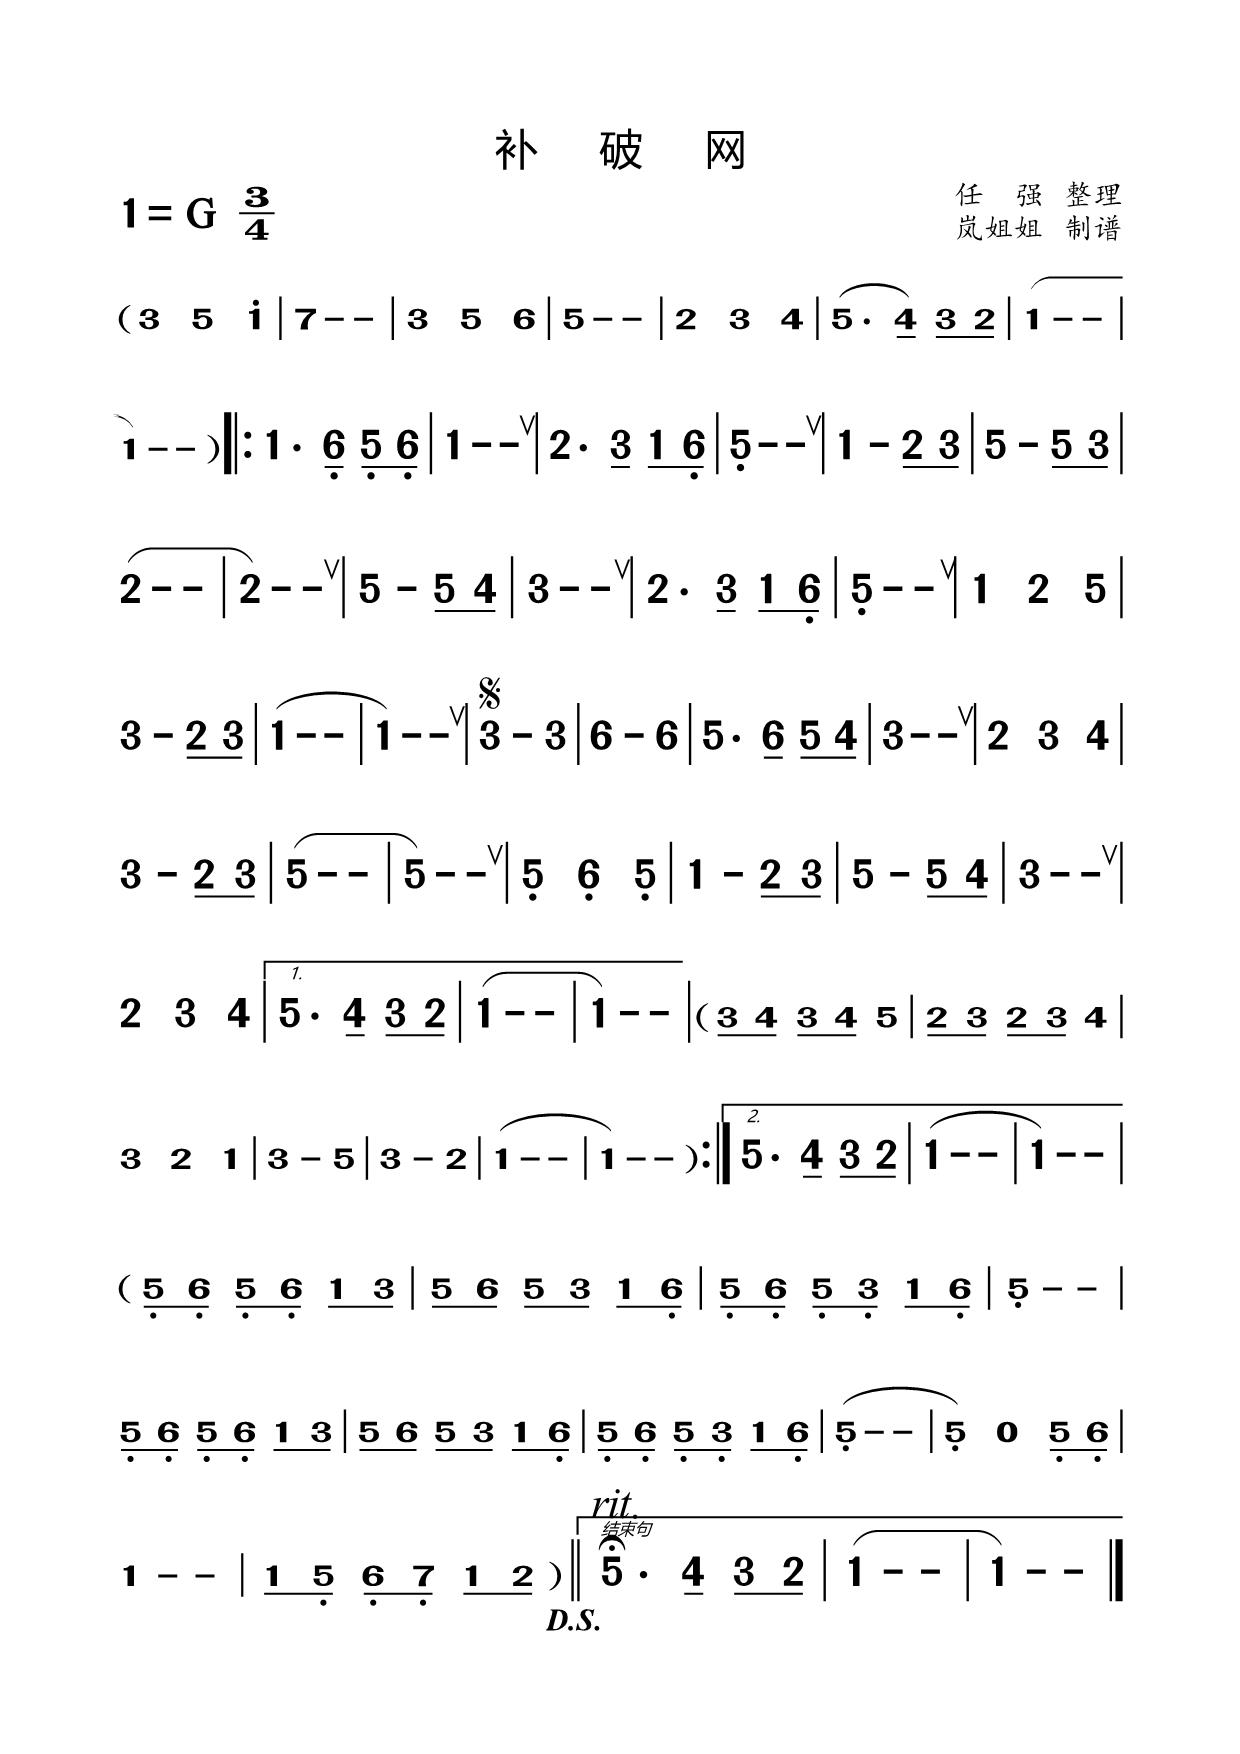 补 破 网
1=G 3/4
任 强 整理
岚姐姐 制谱
(3 5 i|7--|3 5 6|5--|2 3 4|5· 4 3 2|1--|
1--)‖:1· 6 5 6|1--∨|2· 3 1 6|5--∨|1-2 3|5-5 3|
2--|2--∨|5-5 4|3--∨|2· 3 1 6|5--∨|1 2 5|
3-2 3|1--|1--∨|𝄋3-3|6-6|5· 6 5 4|3--∨|2 3 4|
3-2 3|5--|5--∨|5 6 5|1-2 3|5-5 4|3--∨|
2 3 4|1. 5· 4 3 2|1--|1--|(3 4 3 4 5|2 3 2 3 4|
3 2 1|3-5|3-2|1--|1--):‖2. 5· 4 3 2|1--|1--|
(5 6 5 6 1 3|5 6 5 3 1 6|5 6 5 3 1 6|5--|
5 6 5 6 1 3|5 6 5 3 1 6|5 6 5 3 1 6|5--|5 0 5 6|
rit.
结束句
1--|1 5 6 7 1 2)‖5· 4 3 2|1--|1--‖
D.S.